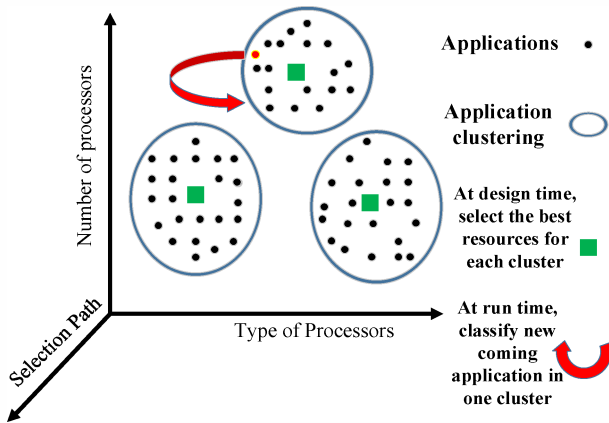 Number of processors
Selection Path
Type of Processors
Applications
Application
clustering
At design time,
select the best
resources for
each cluster
At run time,
classify new
coming
application in
one cluster